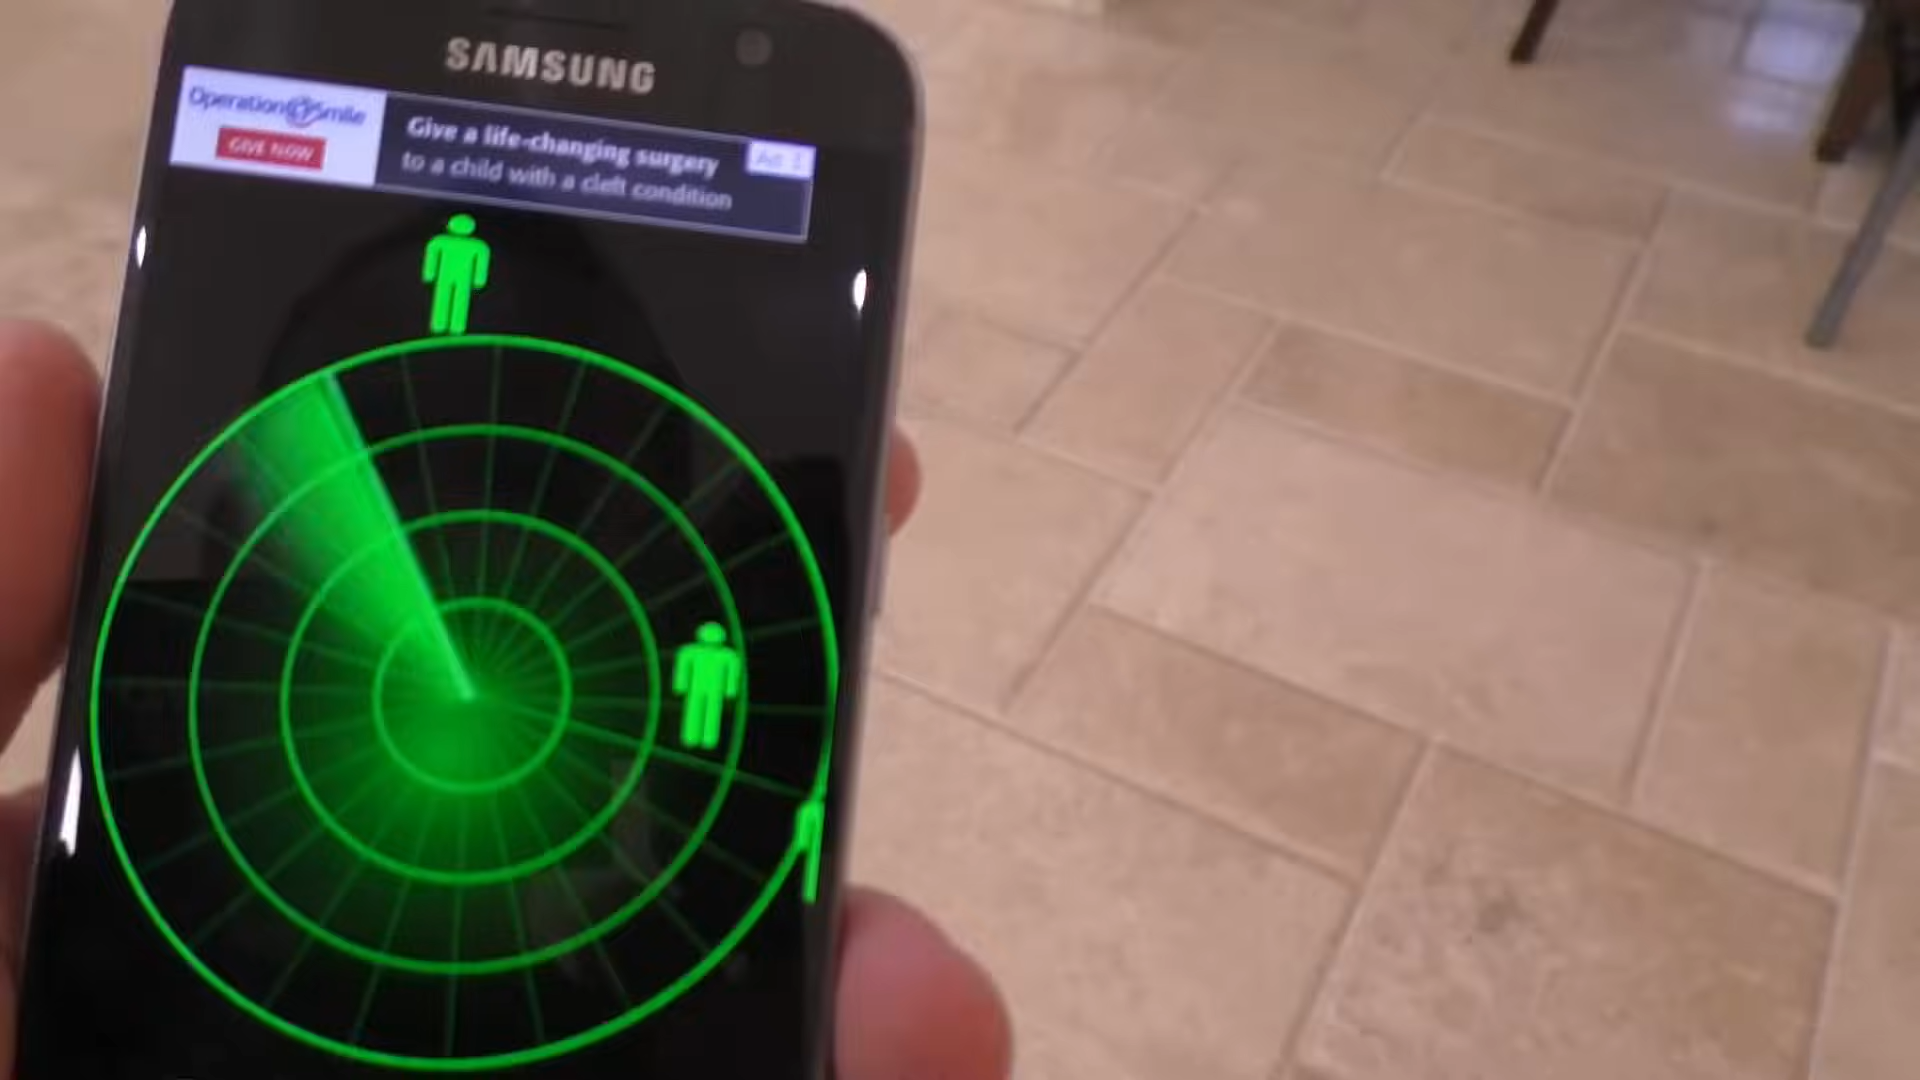 SAMSUNG
Operation Smile
GIVE NOW
Give a life-changing surgery
to a child with a cleft condition
Ad